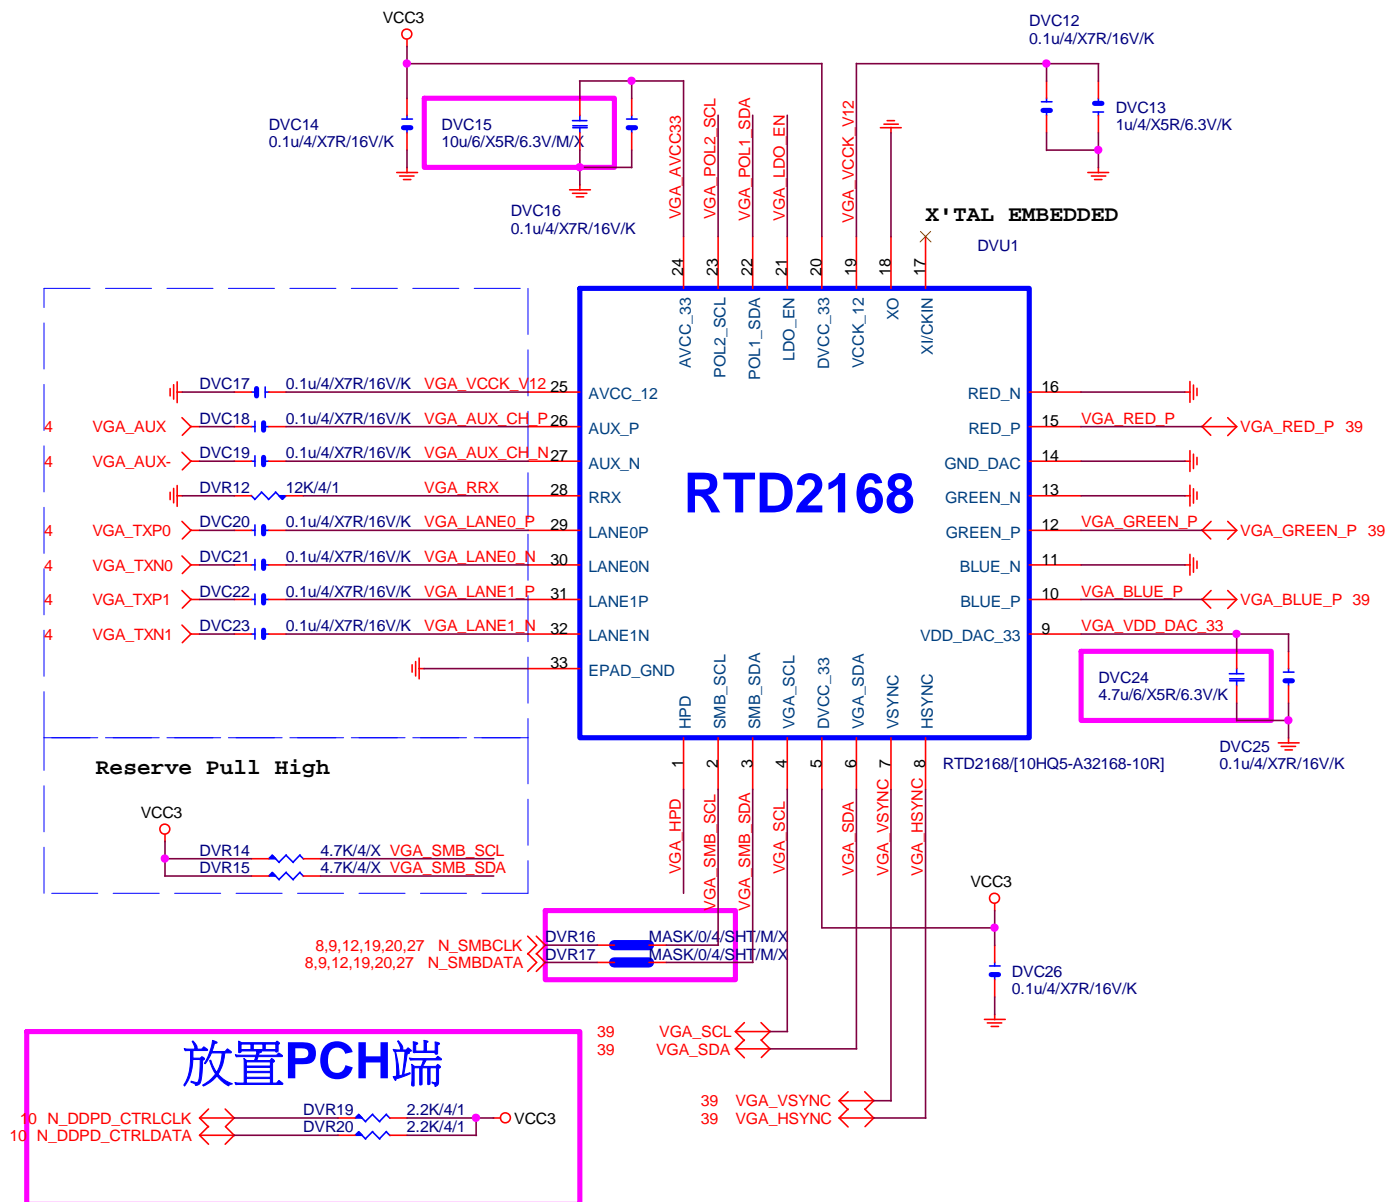 VCC3
DVC12
0.1u/4/X7R/16V/K
DVC14
0.1u/4/X7R/16V/K
DVC15
10u/6/X5R/6.3V/M/X
DVC13
1u/4/X5R/6.3V/K
DVC16
0.1u/4/X7R/16V/K
VGA_AVCC33
VGA_POL2_SCL
VGA_POL1_SDA
VGA_LDO_EN
VGA_VCCK_V12
X'TAL EMBEDDED
DVU1
24
23
22
21
20
19
18
17
AVCC_33
POL2_SCL
POL1_SDA
LDO_EN
DVCC_33
VCCK_12
XO
XI/CKIN
DVC17 0.1u/4/X7R/16V/K VGA_VCCK_V12 25 AVCC_12
4 VGA_AUX DVC18 0.1u/4/X7R/16V/K VGA_AUX_CH_P 26 AUX_P
4 VGA_AUX- DVC19 0.1u/4/X7R/16V/K VGA_AUX_CH_N 27 AUX_N
DVR12 12K/4/1 VGA_RRX 28 RRX
4 VGA_TXP0 DVC20 0.1u/4/X7R/16V/K VGA_LANE0_P 29 LANE0P
4 VGA_TXN0 DVC21 0.1u/4/X7R/16V/K VGA_LANE0_N 30 LANE0N
4 VGA_TXP1 DVC22 0.1u/4/X7R/16V/K VGA_LANE1_P 31 LANE1P
4 VGA_TXN1 DVC23 0.1u/4/X7R/16V/K VGA_LANE1_N 32 LANE1N
33 EPAD_GND
RTD2168
RED_N 16
RED_P 15 VGA_RED_P VGA_RED_P 39
GND_DAC 14
GREEN_N 13
GREEN_P 12 VGA_GREEN_P VGA_GREEN_P 39
BLUE_N 11
BLUE_P 10 VGA_BLUE_P VGA_BLUE_P 39
VDD_DAC_33 9 VGA_VDD_DAC_33
DVC24
4.7u/6/X5R/6.3V/K
DVC25
0.1u/4/X7R/16V/K
HPD
SMB_SCL
SMB_SDA
VGA_SCL
DVCC_33
VGA_SDA
VSYNC
HSYNC
1
2
3
4
5
6
7
8
RTD2168/[10HQ5-A32168-10R]
VGA_HPD
VGA_SMB_SCL
VGA_SMB_SDA
VGA_SCL
VGA_SDA
VGA_VSYNC
VGA_HSYNC
Reserve Pull High
VCC3
DVR14 4.7K/4/X VGA_SMB_SCL
DVR15 4.7K/4/X VGA_SMB_SDA
8,9,12,19,20,27 N_SMBCLK DVR16 MASK/0/4/SHT/M/X
8,9,12,19,20,27 N_SMBDATA DVR17 MASK/0/4/SHT/M/X
VCC3
DVC26
0.1u/4/X7R/16V/K
39 VGA_SCL
39 VGA_SDA
39 VGA_VSYNC
39 VGA_HSYNC
放置PCH端
10 N_DDPD_CTRLCLK DVR19 2.2K/4/1 VCC3
10 N_DDPD_CTRLDATA DVR20 2.2K/4/1